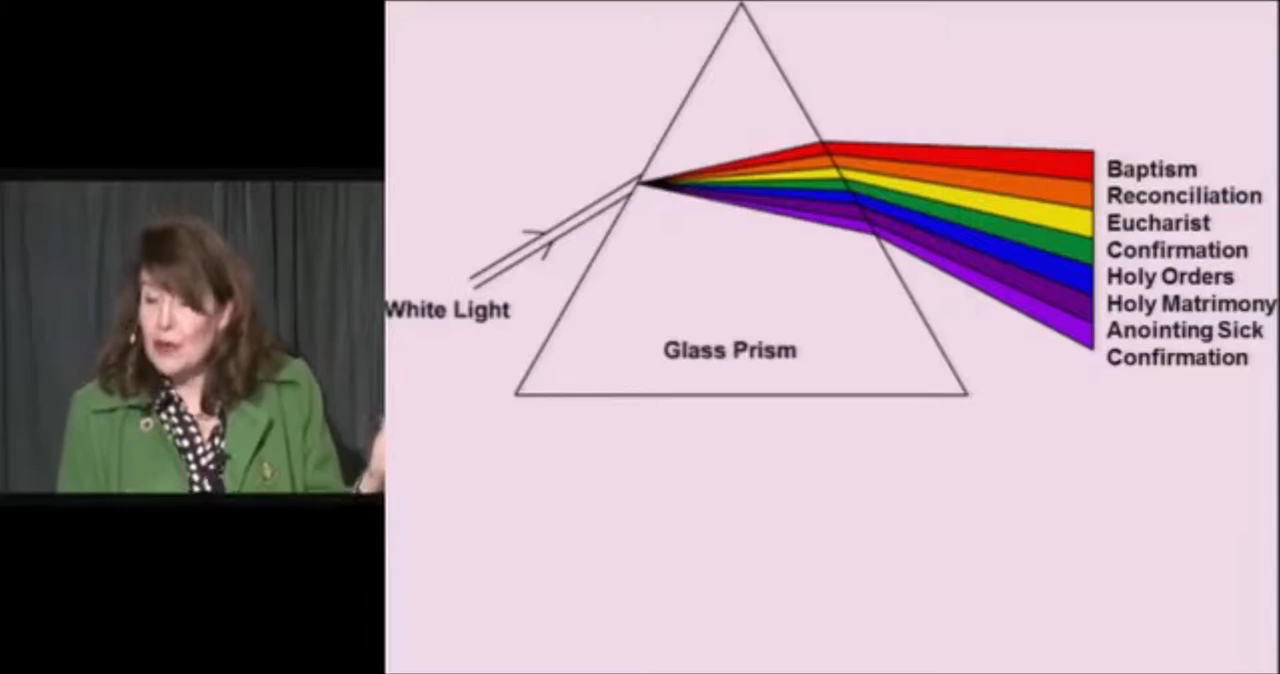 White Light
Glass Prism
Baptism
Reconciliation
Eucharist
Confirmation
Holy Orders
Holy Matrimony
Anointing Sick
Confirmation